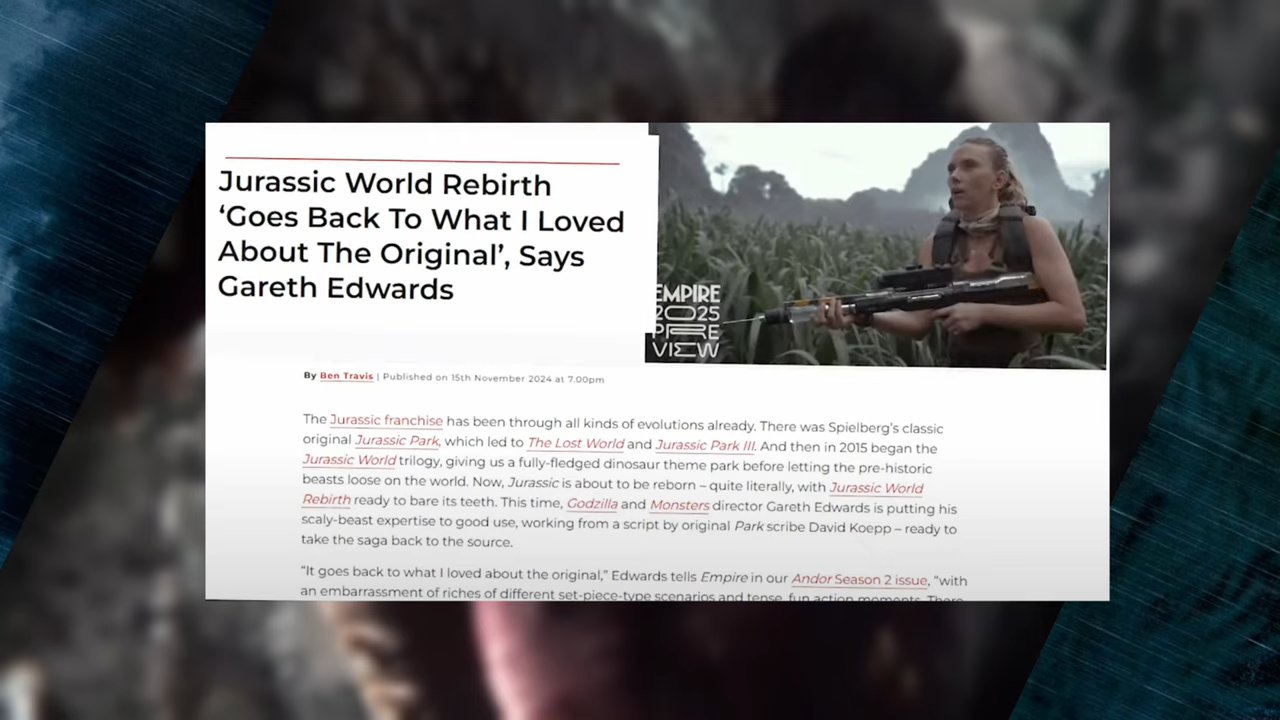 Jurassic World Rebirth
‘Goes Back To What I Loved
About The Original’, Says
Gareth Edwards
EMPIRE
2025
PREVIEW
By Ben Travis | Published on 15th November 2024 at 7.00pm
The Jurassic franchise has been through all kinds of evolutions already. There was Spielberg’s classic
original Jurassic Park, which led to The Lost World and Jurassic Park III. And then in 2015 began the
Jurassic World trilogy, giving us a fully-fledged dinosaur theme park before letting the pre-historic
beasts loose on the world. Now, Jurassic is about to be reborn – quite literally, with Jurassic World
Rebirth ready to bare its teeth. This time, Godzilla and Monsters director Gareth Edwards is putting his
scaly-beast expertise to good use, working from a script by original Park scribe David Koepp – ready to
take the saga back to the source.
“It goes back to what I loved about the original,” Edwards tells Empire in our Andor Season 2 issue, “with
an embarrassment of riches of different set-piece-type scenarios and tense, fun action moments. There